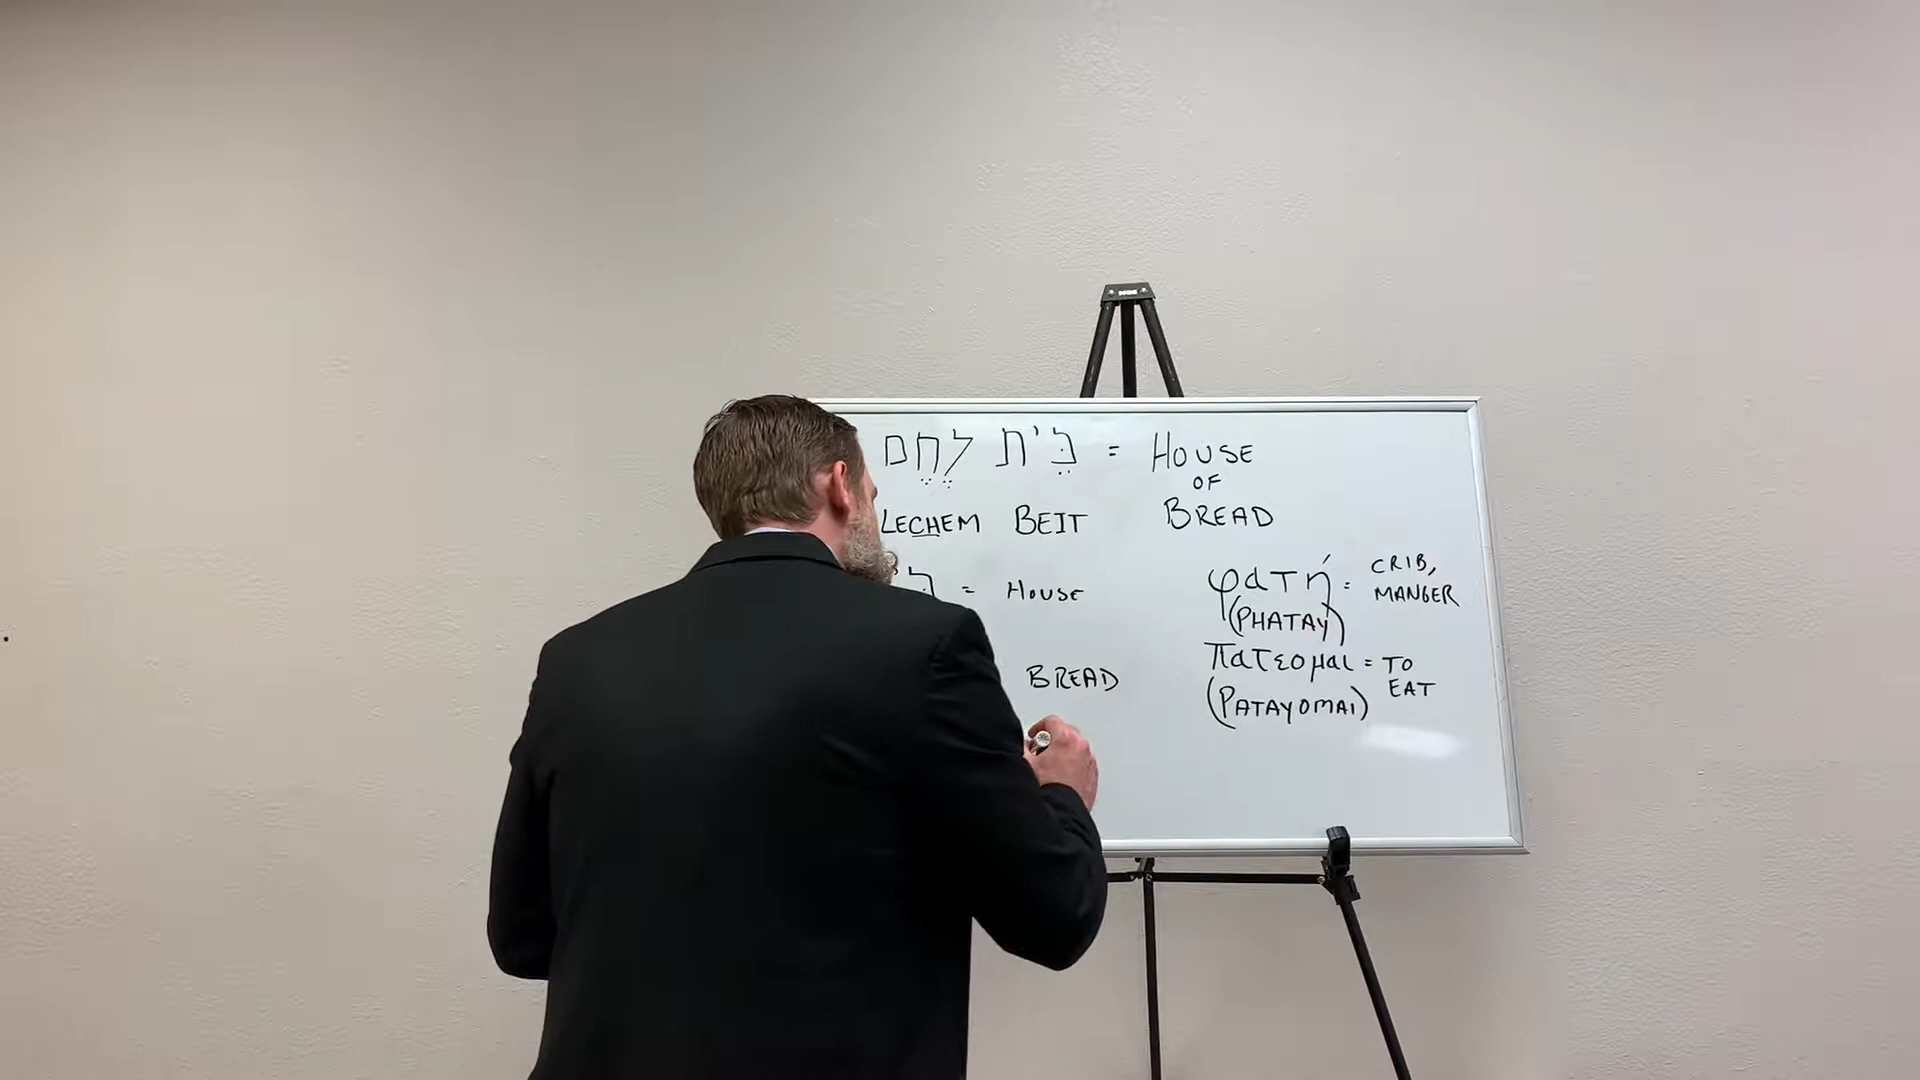 בֵּית לֶחֶם = HOUSE
OF
LECHEM BEIT BREAD
= HOUSE
BREAD
φατή = CRIB,
MANGER
(PHATAY)
πατεομαι = TO
EAT
(PATAYOMAI)